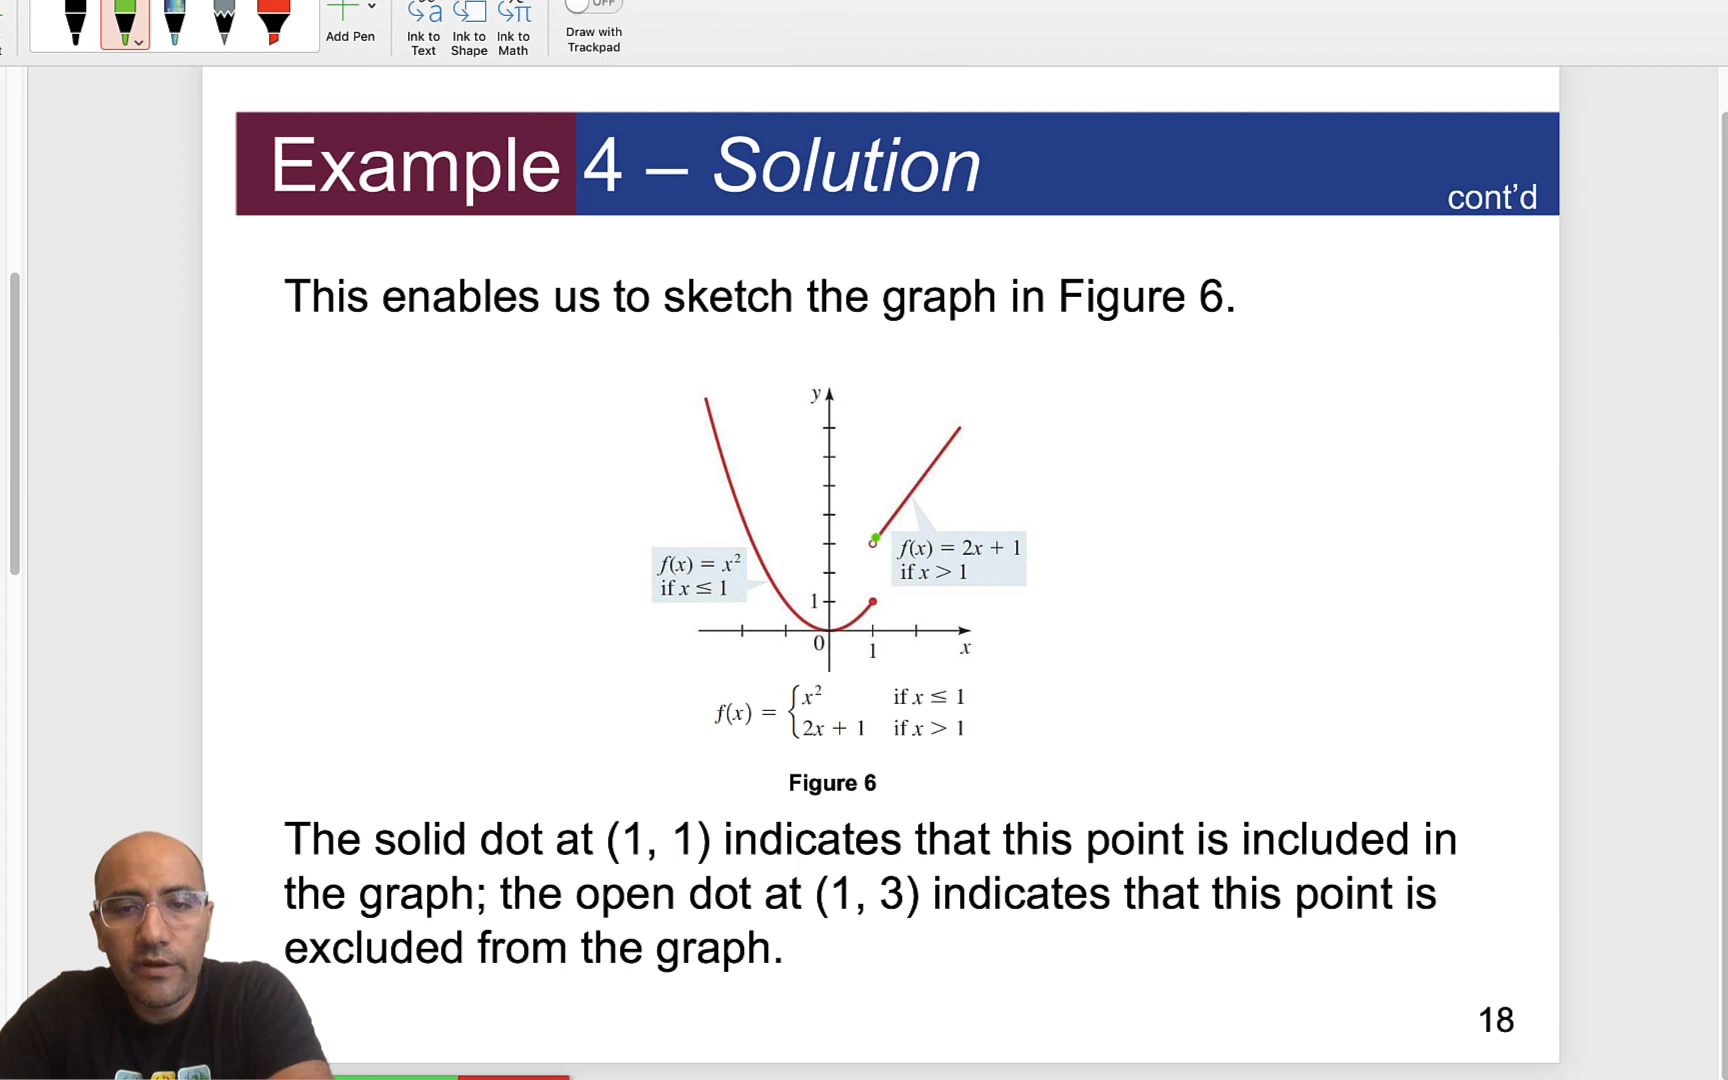 OFF
Add Pen
Ink to Text
Ink to Shape
Ink to Math
Draw with Trackpad
Example 4 – Solution
cont’d
This enables us to sketch the graph in Figure 6.
y
f(x) = 2x + 1
if x > 1
f(x) = x²
if x ≤ 1
1
0
1
x
f(x) = { x² if x ≤ 1
2x + 1 if x > 1
Figure 6
The solid dot at (1, 1) indicates that this point is included in
the graph; the open dot at (1, 3) indicates that this point is
excluded from the graph.
18